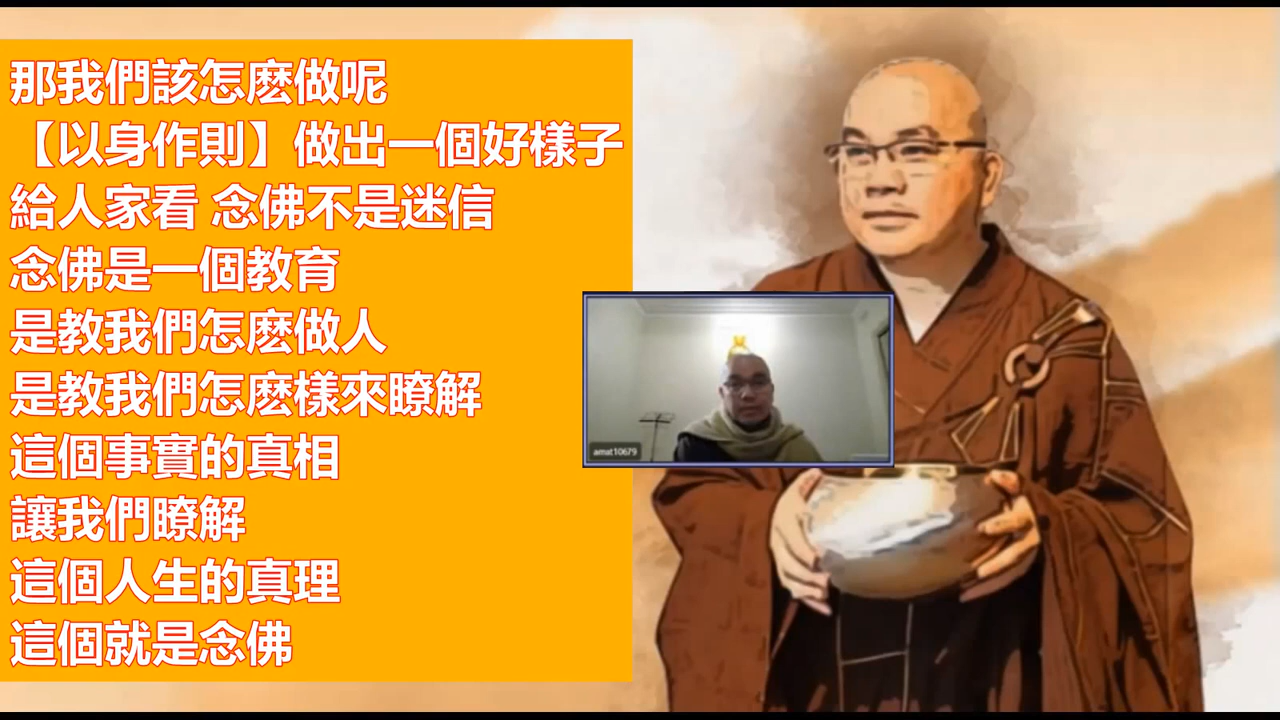 那我們該怎麼做呢
【以身作則】做出一個好樣子
給人家看 念佛不是迷信
念佛是一個教育
是教我們怎麼做人
是教我們怎麼樣來瞭解
這個事實的真相
讓我們瞭解
這個人生的真理
這個就是念佛
amat10679